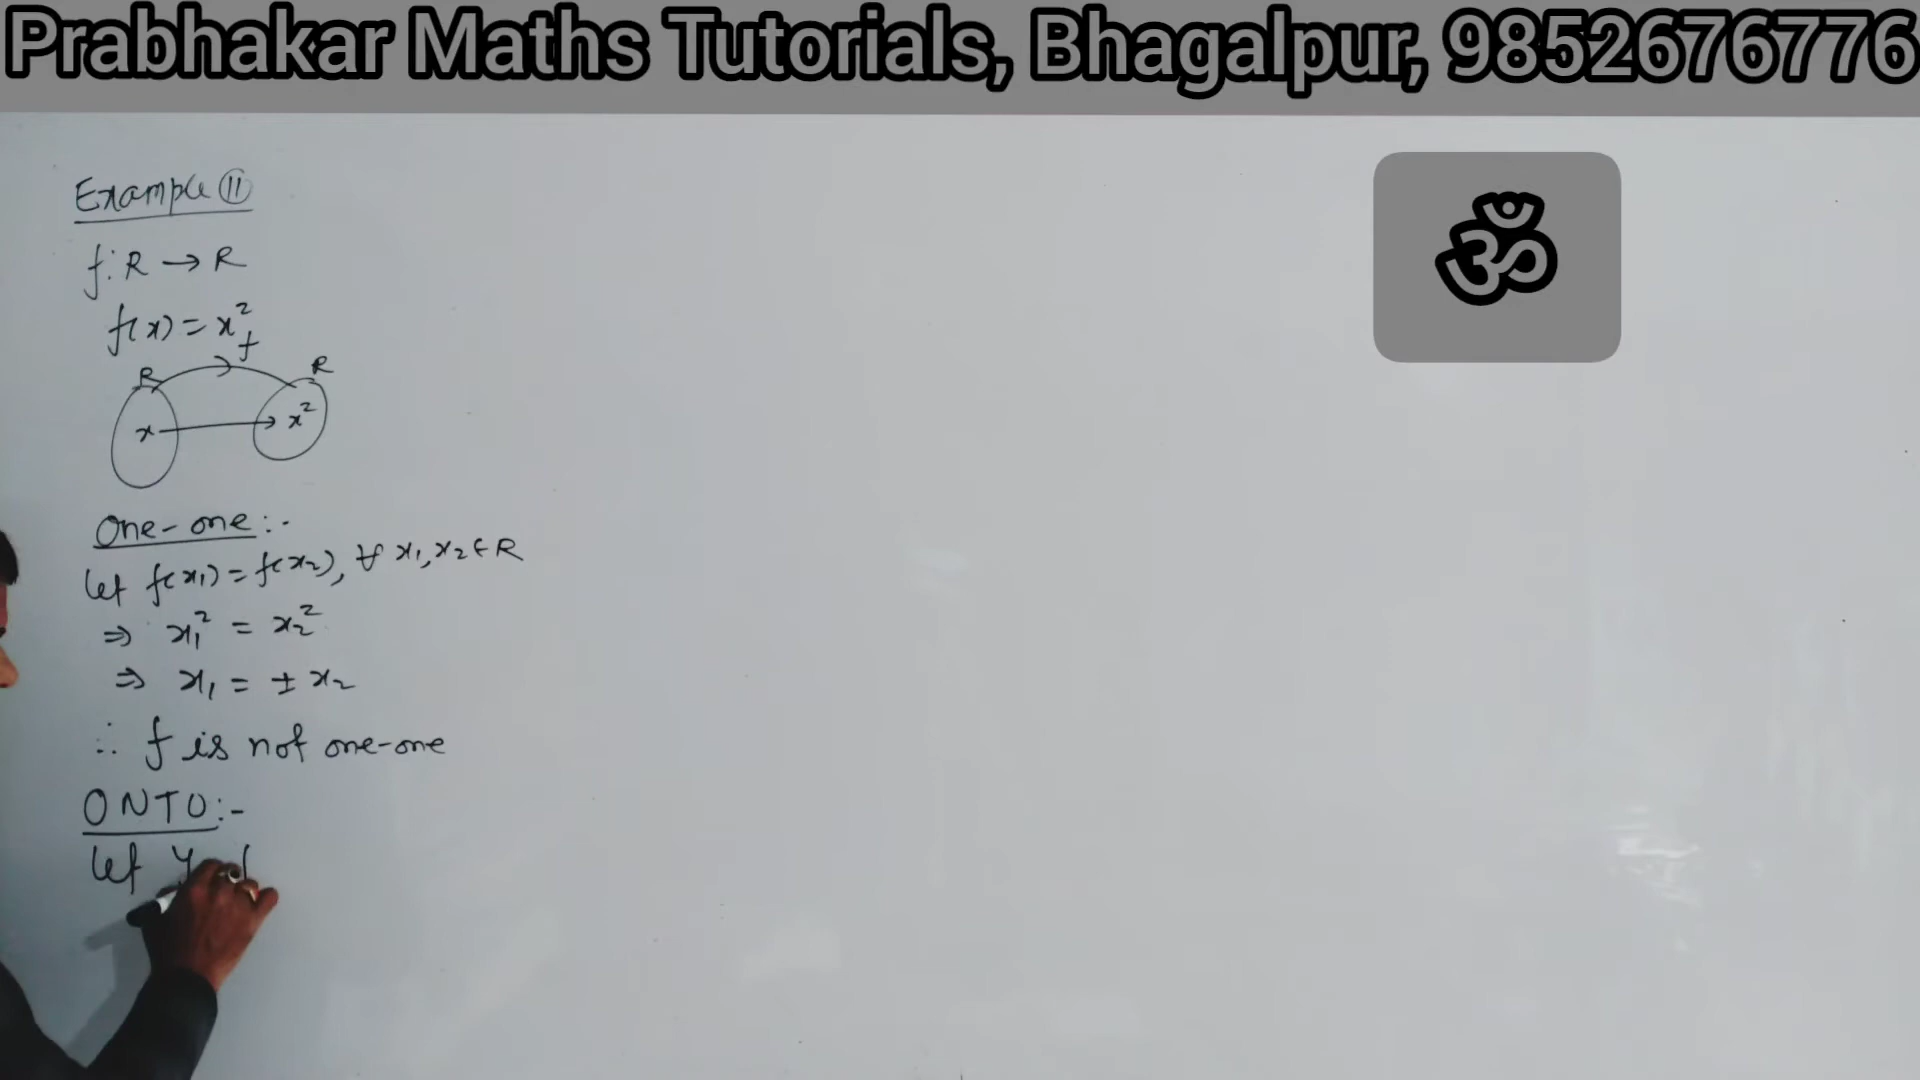 Prabhakar Maths Tutorials, Bhagalpur, 9852676776
ॐ
Example ⑪
f: R → R
f(x) = x²
f
R R
x → x²
One-one :-
Let f(x₁) = f(x₂), ∀ x₁, x₂ ∈ R
⇒ x₁² = x₂²
⇒ x₁ = ± x₂
∴ f is not one-one
ONTO :-
Let y